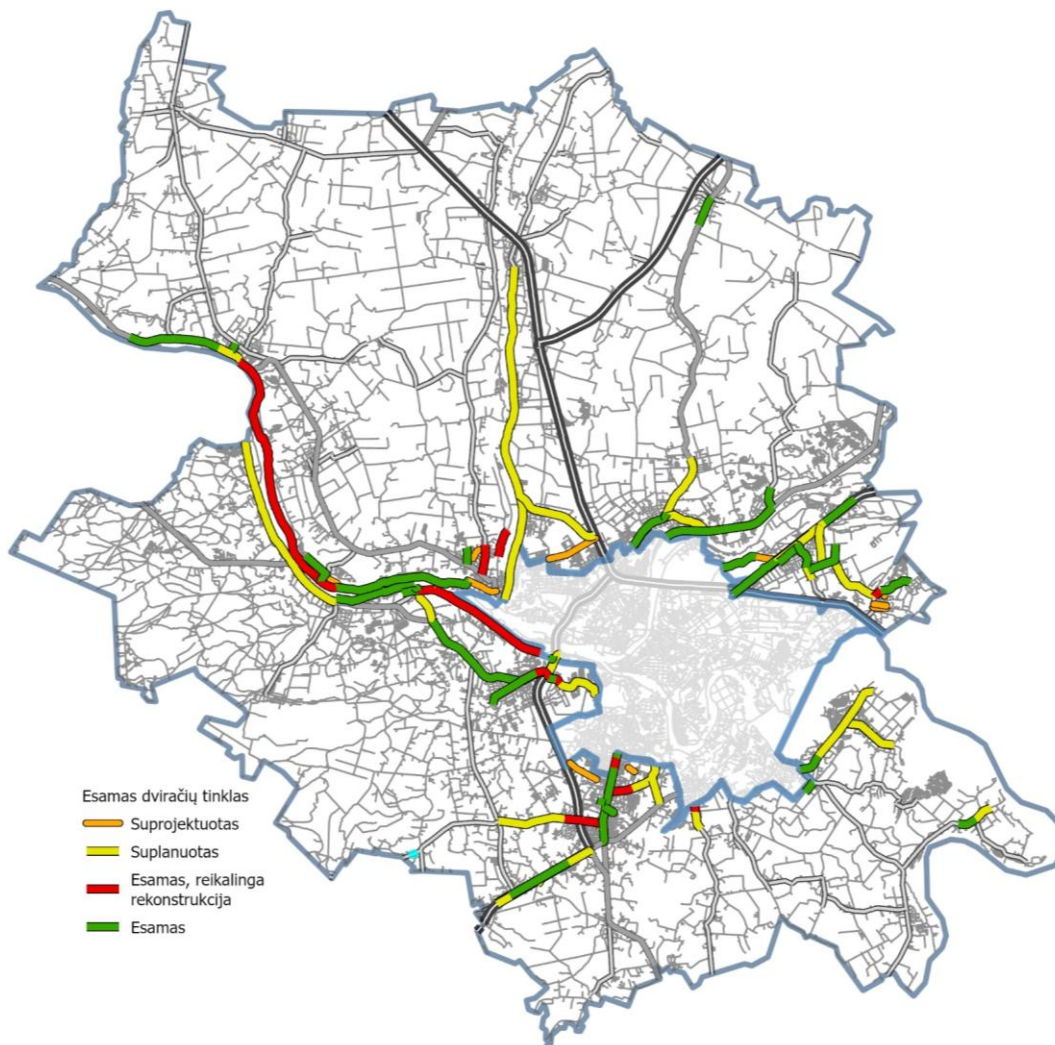 Esamas dviračių tinklas
Suprojektuotas
Suplanuotas
Esamas, reikalinga
rekonstrukcija
Esamas